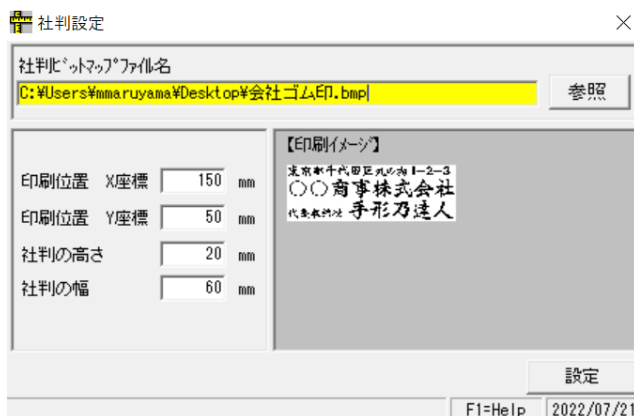 社判設定
社判ﾋﾞｯﾄﾏｯﾌﾟﾌｧｲﾙ名
C:¥Users¥mmaruyama¥Desktop¥会社ゴム印.bmp
参照
印刷位置 X座標 150 mm
印刷位置 Y座標 50 mm
社判の高さ 20 mm
社判の幅 60 mm
【印刷ｲﾒｰｼﾞ】
東京都千代田区丸の内1-2-3
〇〇商事株式会社
代表取締役 手形乃達人
設定
F1=Help 2022/07/21